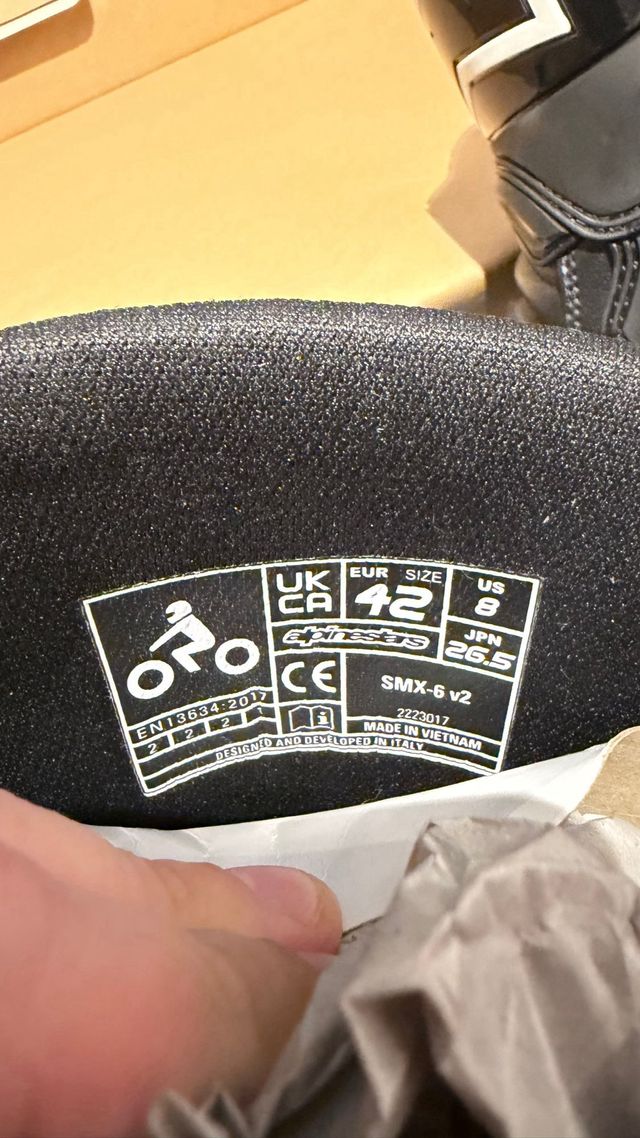 UK
CA
EUR SIZE
42
US
8
alpinestars
JPN
26.5
CE
SMX-6 v2
2223017
EN13634:2017
2 2 2
i
MADE IN VIETNAM
DESIGNED AND DEVELOPED IN ITALY